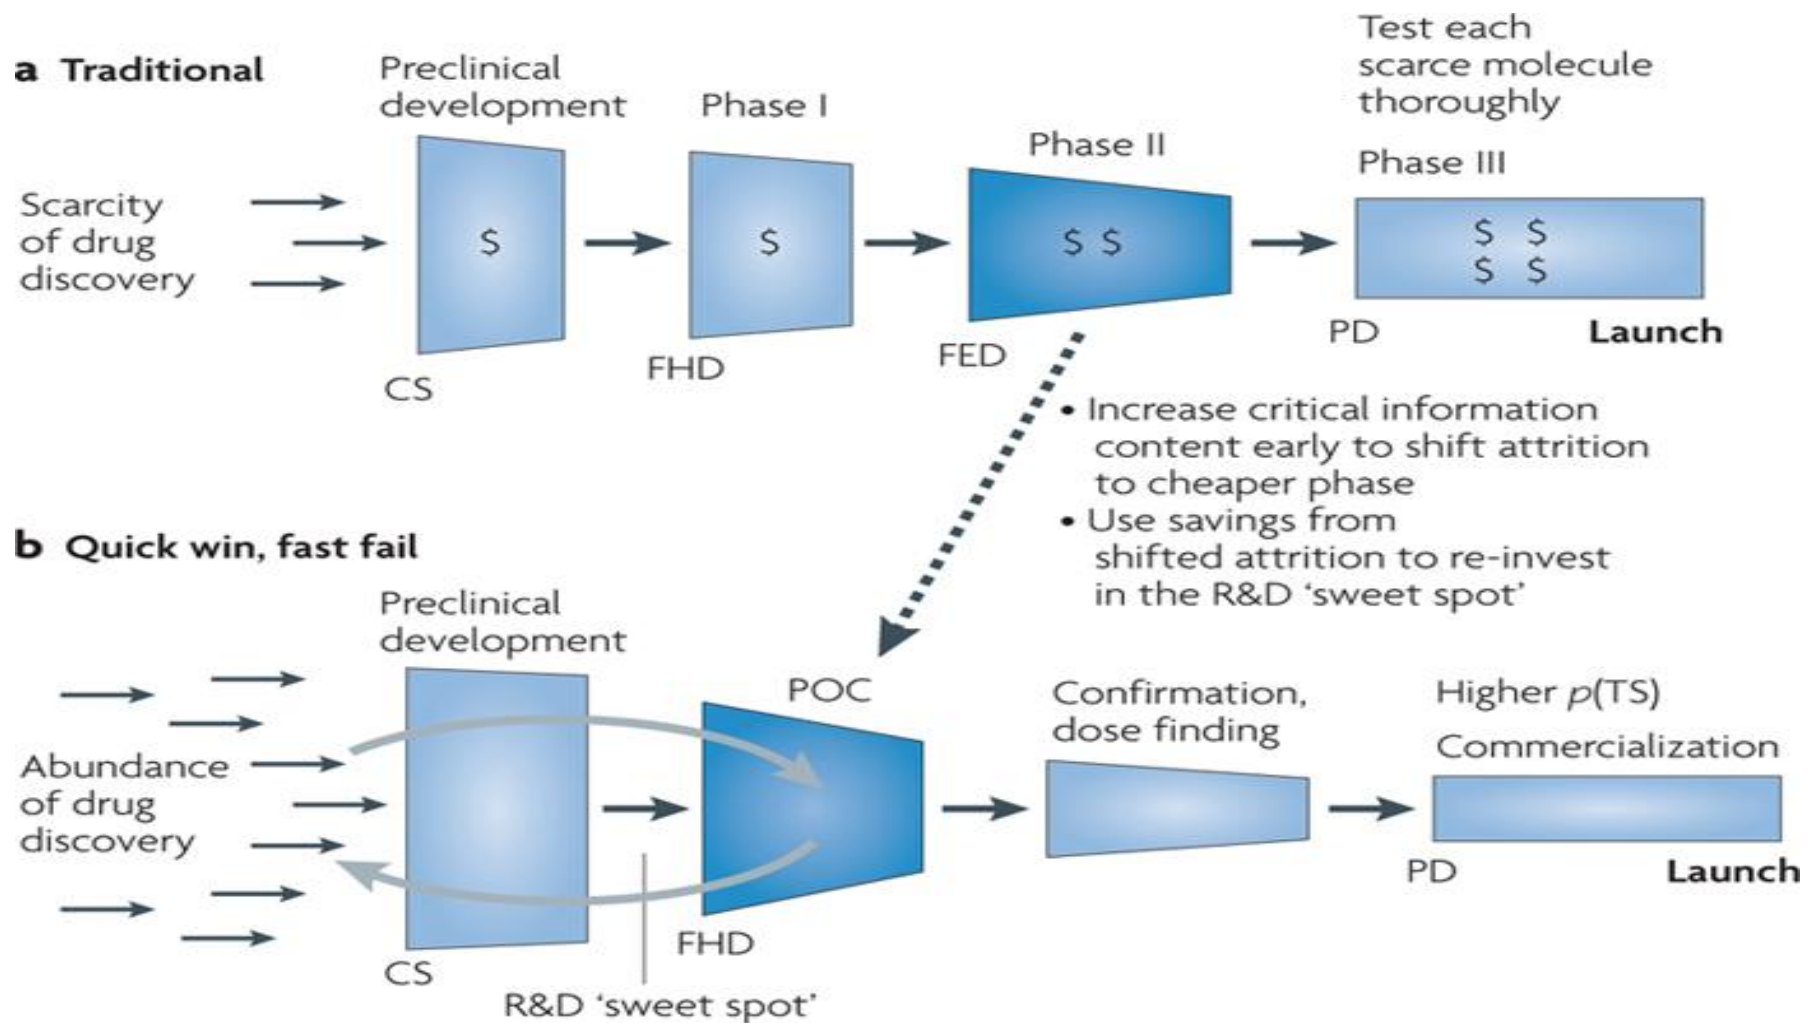 a Traditional
Preclinical
development
Phase I
Phase II
Test each
scarce molecule
thoroughly
Phase III
Scarcity
of drug
discovery
$
$
$ $
$ $
$ $
CS
FHD
FED
PD
Launch
• Increase critical information
content early to shift attrition
to cheaper phase
• Use savings from
shifted attrition to re-invest
in the R&D ‘sweet spot’
b Quick win, fast fail
Preclinical
development
POC
Confirmation,
dose finding
Higher p(TS)
Commercialization
Abundance
of drug
discovery
CS
FHD
PD
Launch
R&D ‘sweet spot’